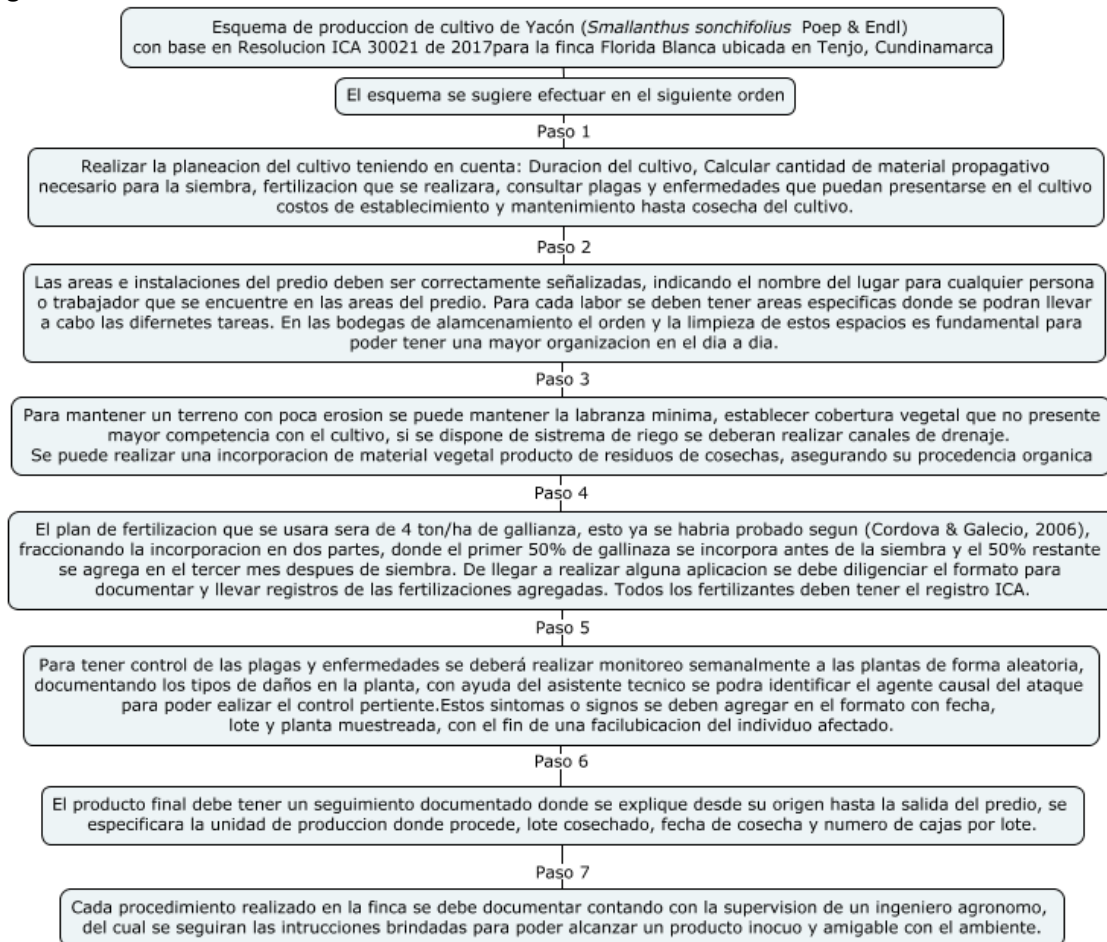 Esquema de produccion de cultivo de Yacón (Smallanthus sonchifolius Poep & Endl)
con base en Resolucion ICA 30021 de 2017para la finca Florida Blanca ubicada en Tenjo, Cundinamarca
El esquema se sugiere efectuar en el siguiente orden
Paso 1
Realizar la planeacion del cultivo teniendo en cuenta: Duracion del cultivo, Calcular cantidad de material propagativo
necesario para la siembra, fertilizacion que se realizara, consultar plagas y enfermedades que puedan presentarse en el cultivo
costos de establecimiento y mantenimiento hasta cosecha del cultivo.
Paso 2
Las areas e instalaciones del predio deben ser correctamente señalizadas, indicando el nombre del lugar para cualquier persona
o trabajador que se encuentre en las areas del predio. Para cada labor se deben tener areas especificas donde se podran llevar
a cabo las difernetes tareas. En las bodegas de alamcenamiento el orden y la limpieza de estos espacios es fundamental para
poder tener una mayor organizacion en el dia a dia.
Paso 3
Para mantener un terreno con poca erosion se puede mantener la labranza minima, establecer cobertura vegetal que no presente
mayor competencia con el cultivo, si se dispone de sistrema de riego se deberan realizar canales de drenaje.
Se puede realizar una incorporacion de material vegetal producto de residuos de cosechas, asegurando su procedencia organica
Paso 4
El plan de fertilizacion que se usara sera de 4 ton/ha de gallianza, esto ya se habria probado segun (Cordova & Galecio, 2006),
fraccionando la incorporacion en dos partes, donde el primer 50% de gallinaza se incorpora antes de la siembra y el 50% restante
se agrega en el tercer mes despues de siembra. De llegar a realizar alguna aplicacion se debe diligenciar el formato para
documentar y llevar registros de las fertilizaciones agregadas. Todos los fertilizantes deben tener el registro ICA.
Paso 5
Para tener control de las plagas y enfermedades se deberá realizar monitoreo semanalmente a las plantas de forma aleatoria,
documentando los tipos de daños en la planta, con ayuda del asistente tecnico se podra identificar el agente causal del ataque
para poder ealizar el control pertiente.Estos sintomas o signos se deben agregar en el formato con fecha,
lote y planta muestreada, con el fin de una facilubicacion del individuo afectado.
Paso 6
El producto final debe tener un seguimiento documentado donde se explique desde su origen hasta la salida del predio, se
especificara la unidad de produccion donde procede, lote cosechado, fecha de cosecha y numero de cajas por lote.
Paso 7
Cada procedimiento realizado en la finca se debe documentar contando con la supervision de un ingeniero agronomo,
del cual se seguiran las intrucciones brindadas para poder alcanzar un producto inocuo y amigable con el ambiente.